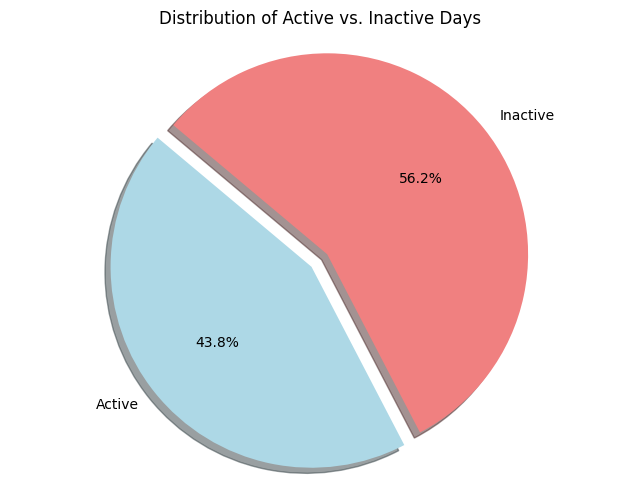 Distribution of Active vs. Inactive Days
Inactive
56.2%
43.8%
Active